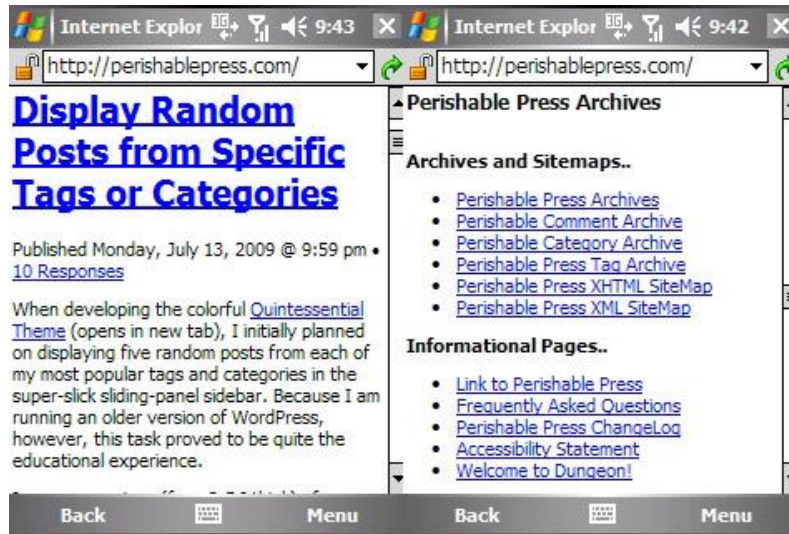 Internet Explor 3G 9:43
http://perishablepress.com/
Display Random
Posts from Specific
Tags or Categories
Published Monday, July 13, 2009 @ 9:59 pm •
10 Responses
When developing the colorful Quintessential
Theme (opens in new tab), I initially planned
on displaying five random posts from each of
my most popular tags and categories in the
super-slick sliding-panel sidebar. Because I am
running an older version of WordPress,
however, this task proved to be quite the
educational experience.
Back Menu
Internet Explor 3G 9:42
http://perishablepress.com/
Perishable Press Archives
Archives and Sitemaps..
• Perishable Press Archives
• Perishable Comment Archive
• Perishable Category Archive
• Perishable Press Tag Archive
• Perishable Press XHTML SiteMap
• Perishable Press XML SiteMap
Informational Pages..
• Link to Perishable Press
• Frequently Asked Questions
• Perishable Press ChangeLog
• Accessibility Statement
• Welcome to Dungeon!
Back Menu